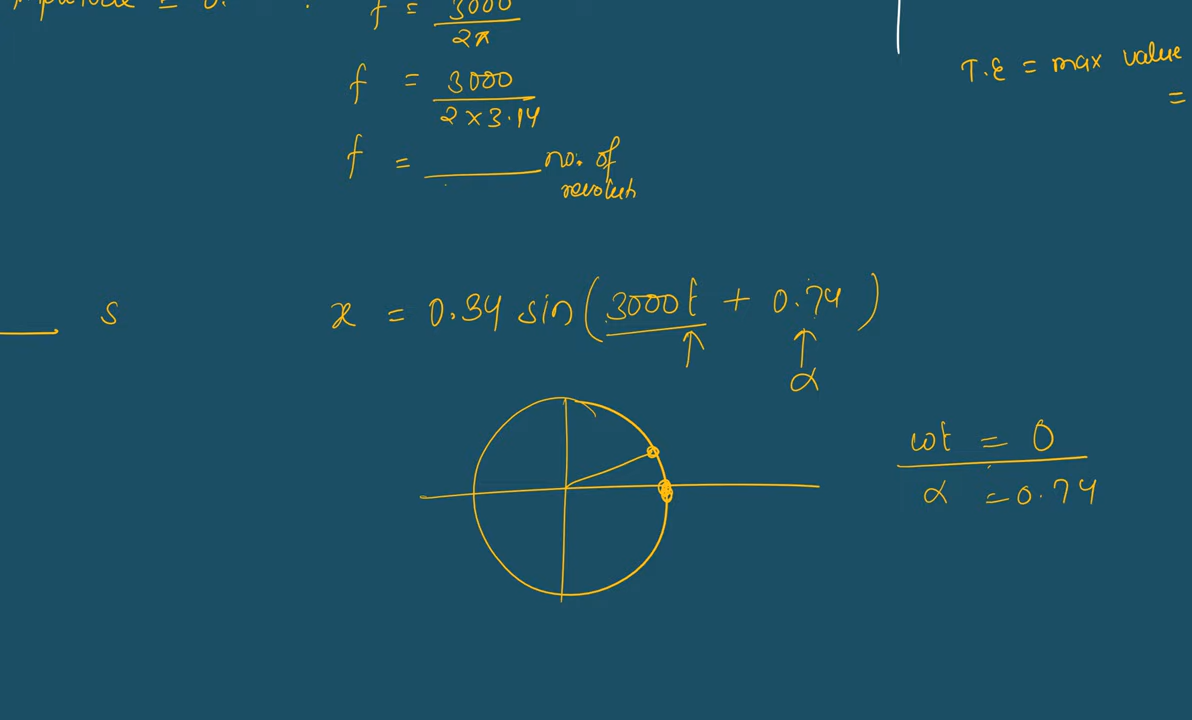 f = 3000 / 2π
T.E = max value
f = 3000 / 2 × 3.14
=
f = ______ no. of
revolutn
S
x = 0.34 sin(3000t + 0.74)
↑ ↑
α
ωt = 0
α = 0.74